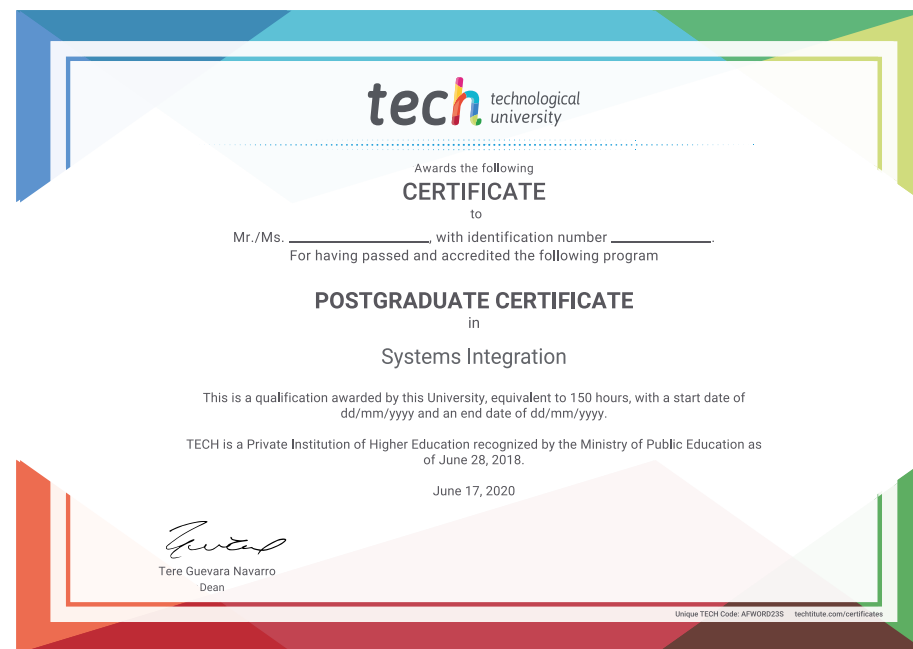 tech technological
university
Awards the following
CERTIFICATE
to
Mr./Ms. ____________, with identification number ____________.
For having passed and accredited the following program
POSTGRADUATE CERTIFICATE
in
Systems Integration
This is a qualification awarded by this University, equivalent to 150 hours, with a start date of
dd/mm/yyyy and an end date of dd/mm/yyyy.
TECH is a Private Institution of Higher Education recognized by the Ministry of Public Education as
of June 28, 2018.
June 17, 2020
Tere Guevara Navarro
Dean
Unique TECH Code: AFWORD23S techtitute.com/certificates